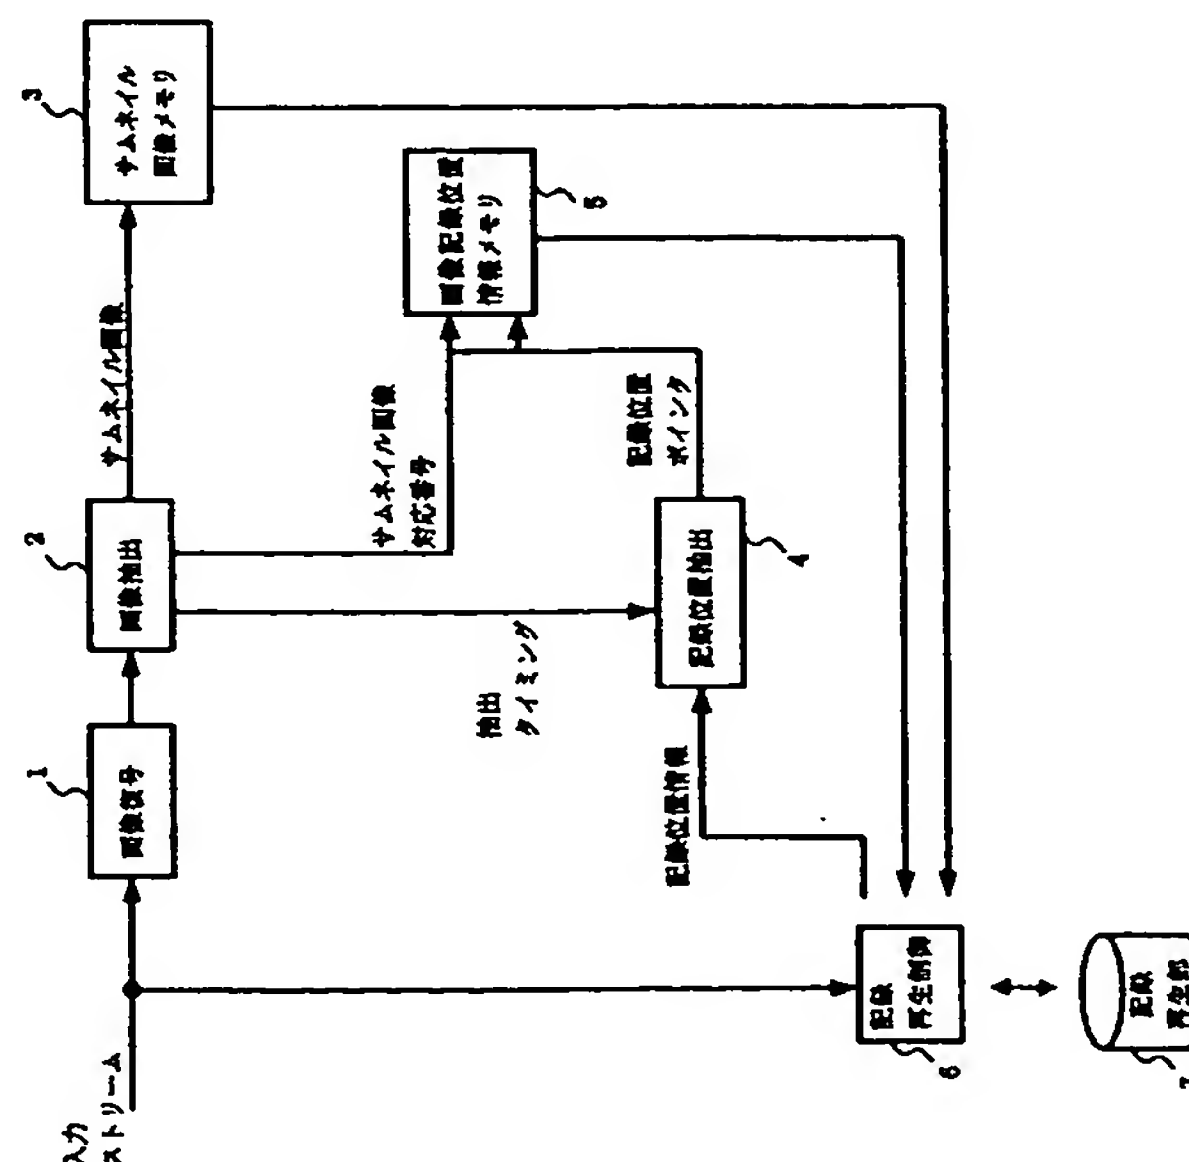 入力
ストリーム
1
画像復号
2
画像抽出
サムネイル画像
3
サムネイル
画像メモリ
サムネイル画像
対応番号
抽出
タイミング
画像記録位置
情報メモリ
5
記録位置
ポインタ
記録位置抽出
4
記録位置情報
記録
再生制御
6
記録
再生部
7